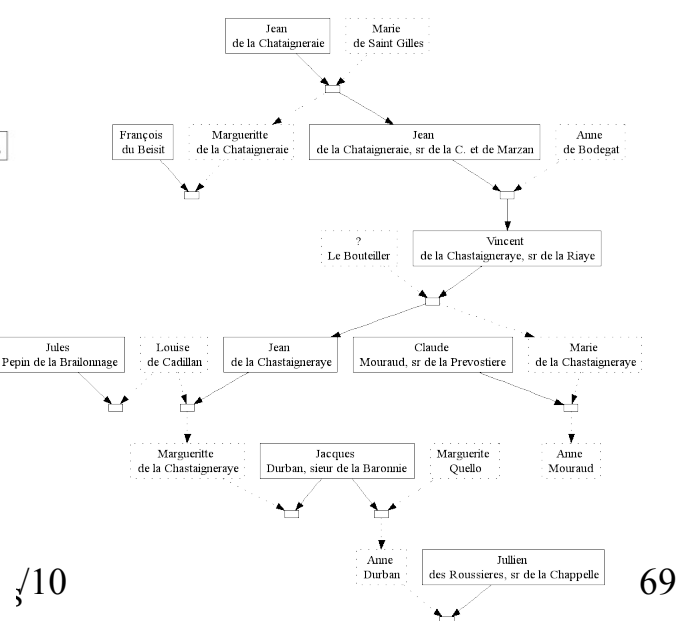 Jean
de la Chataigneraie
Marie
de Saint Gilles
François
du Beisit
Margueritte
de la Chataigneraie
Jean
de la Chataigneraie, sr de la C. et de Marzan
Anne
de Bodegat
?
Le Bouteiller
Vincent
de la Chastaigneraye, sr de la Riaye
Jules
Pepin de la Brailonnage
Louise
de Cadillan
Jean
de la Chastaigneraye
Claude
Mouraud, sr de la Prevostiere
Marie
de la Chastaigneraye
Margueritte
de la Chastaigneraye
Jacques
Durban, sieur de la Baronnie
Marguerite
Quello
Anne
Mouraud
Anne
Durban
Jullien
des Roussieres, sr de la Chappelle
/10
69